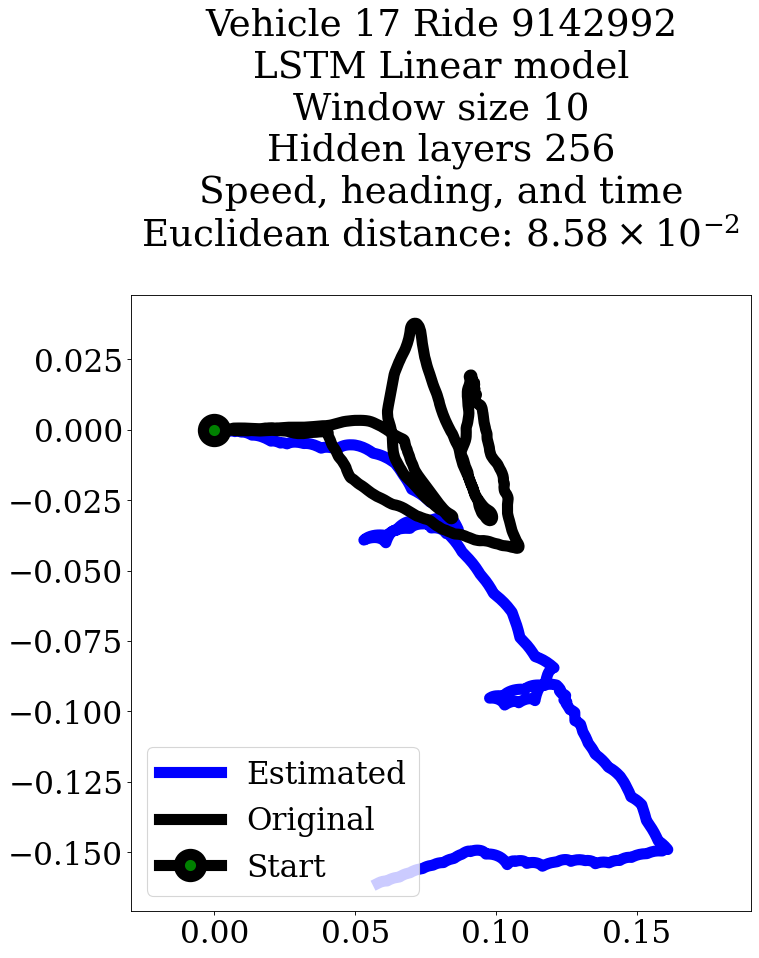 Vehicle 17 Ride 9142992
LSTM Linear model
Window size 10
Hidden layers 256
Speed, heading, and time
Euclidean distance: 8.58 × 10⁻²
0.025
0.000
−0.025
−0.050
−0.075
−0.100
−0.125
−0.150
Estimated
Original
Start
0.00 0.05 0.10 0.15